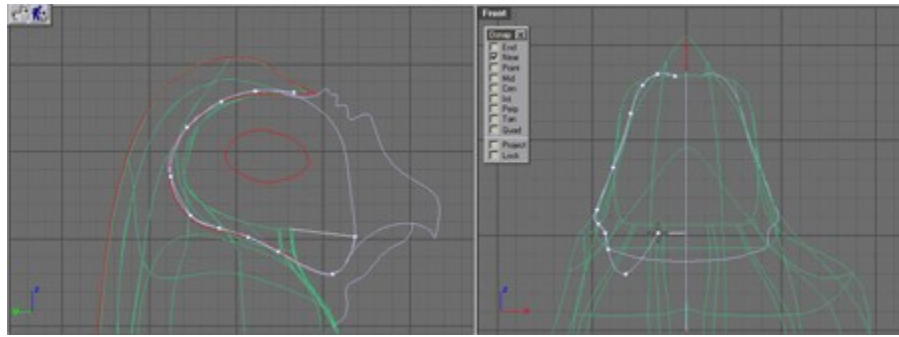 Front
Osnap
End
Near
Point
Mid
Cen
Int
Perp
Tan
Quad
Project
Lock
z
y
z
x